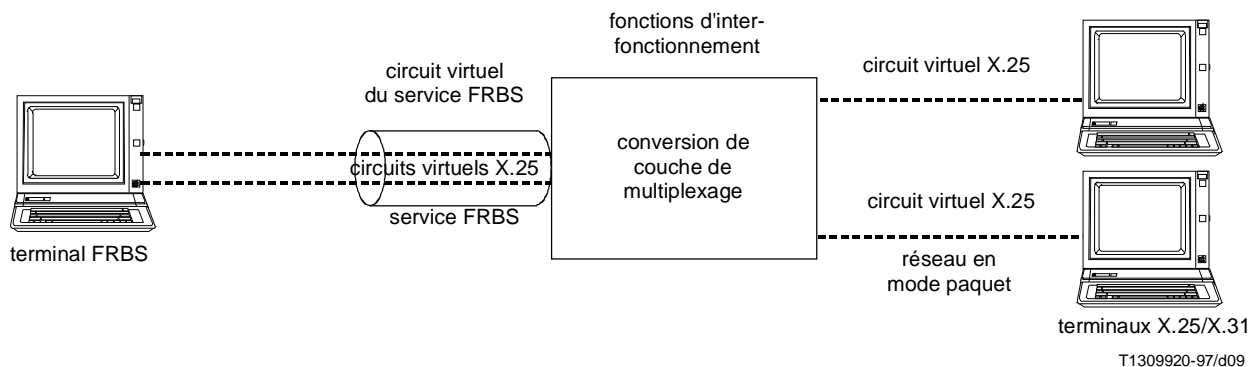 fonctions d'inter-
fonctionnement
circuit virtuel
du service FRBS
circuit virtuel X.25
circuits virtuels X.25
conversion de
couche de
multiplexage
service FRBS
circuit virtuel X.25
terminal FRBS
réseau en
mode paquet
terminaux X.25/X.31
T1309920-97/d09